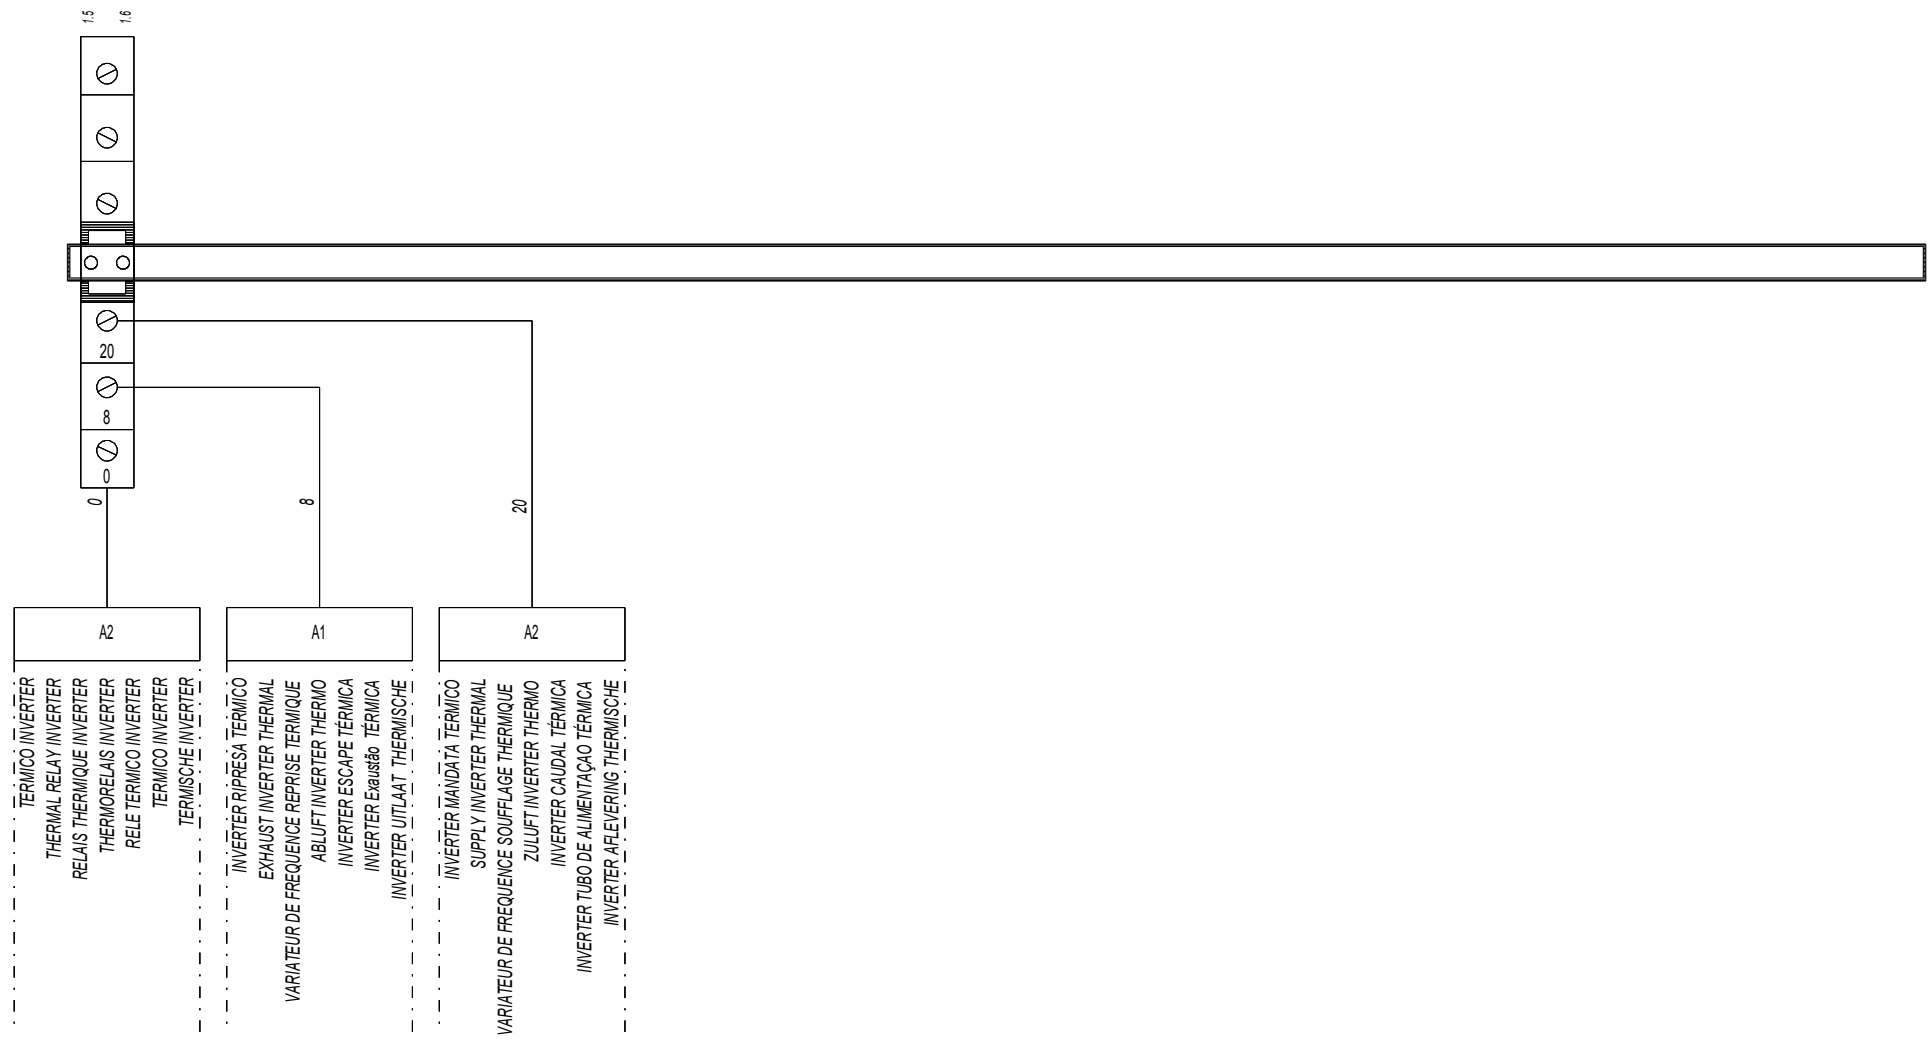 1.5
1.6
20
8
0
0
8
20
A2
A1
A2
TERMICO INVERTER
THERMAL RELAY INVERTER
RELAIS THERMIQUE INVERTER
THERMORELAIS INVERTER
RELE TERMICO INVERTER
TERMICO INVERTER
TERMISCHE INVERTER
INVERTER RIPRESA TERMICO
EXHAUST INVERTER THERMAL
VARIATEUR DE FREQUENCE REPRISE TERMIQUE
ABLUFT INVERTER THERMO
INVERTER ESCAPE TÉRMICA
INVERTER Exaustão TÉRMICA
INVERTER UITLAAT THERMISCHE
INVERTER MANDATA TERMICO
SUPPLY INVERTER THERMAL
VARIATEUR DE FREQUENCE SOUFFLAGE THERMIQUE
ZULUFT INVERTER THERMO
INVERTER CAUDAL TÉRMICA
INVERTER TUBO DE ALIMENTAÇAO TÉRMICA
INVERTER AFLEVERING THERMISCHE